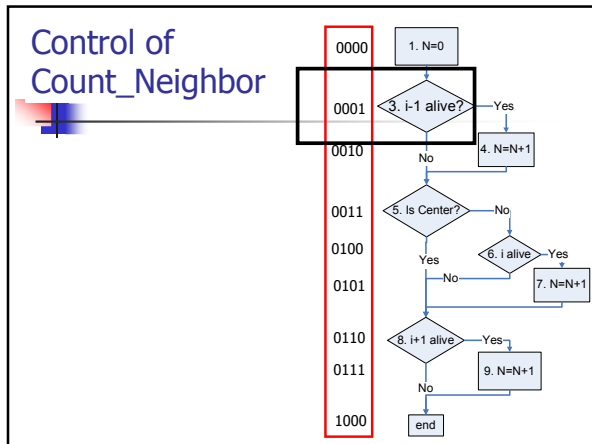 Control of
Count_Neighbor
0000
1. N=0
0001
3. i-1 alive?
Yes
0010
4. N=N+1
No
0011
5. Is Center?
No
0100
6. i alive
Yes
Yes
0101
No
7. N=N+1
0110
8. i+1 alive
Yes
0111
9. N=N+1
No
1000
end